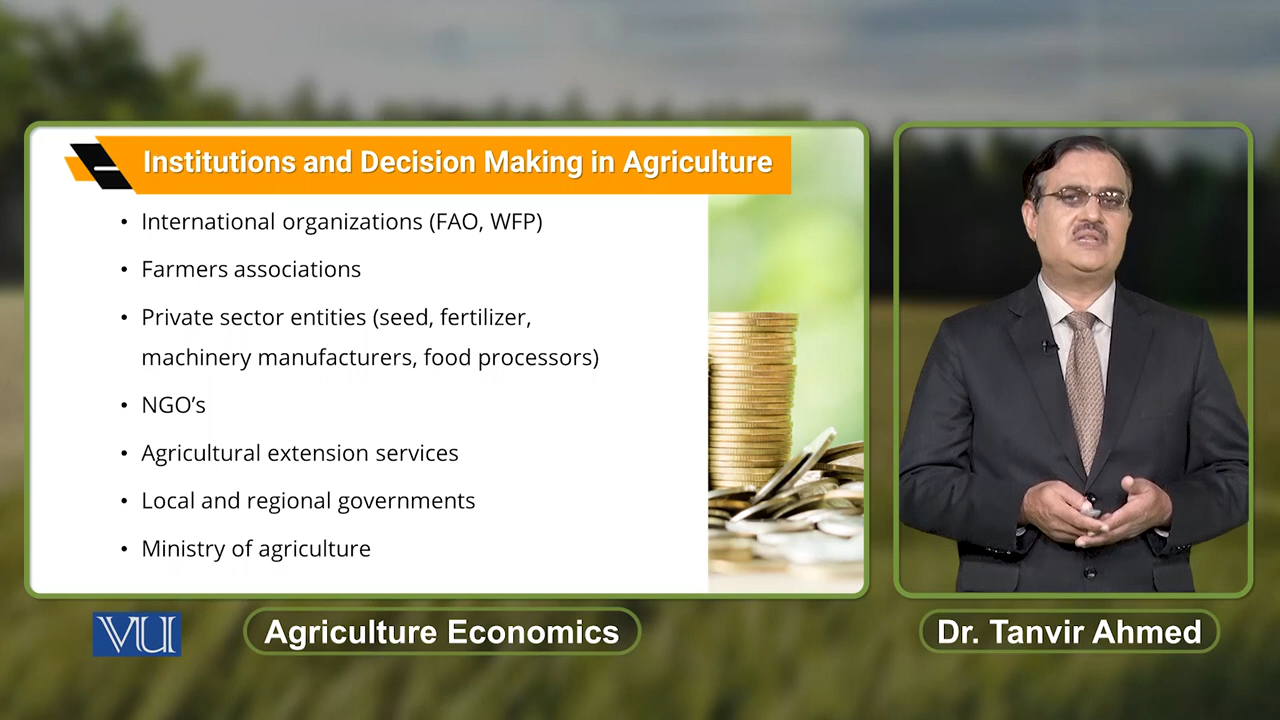 Institutions and Decision Making in Agriculture
• International organizations (FAO, WFP)
• Farmers associations
• Private sector entities (seed, fertilizer,
machinery manufacturers, food processors)
• NGO's
• Agricultural extension services
• Local and regional governments
• Ministry of agriculture
VU
Agriculture Economics
Dr. Tanvir Ahmed